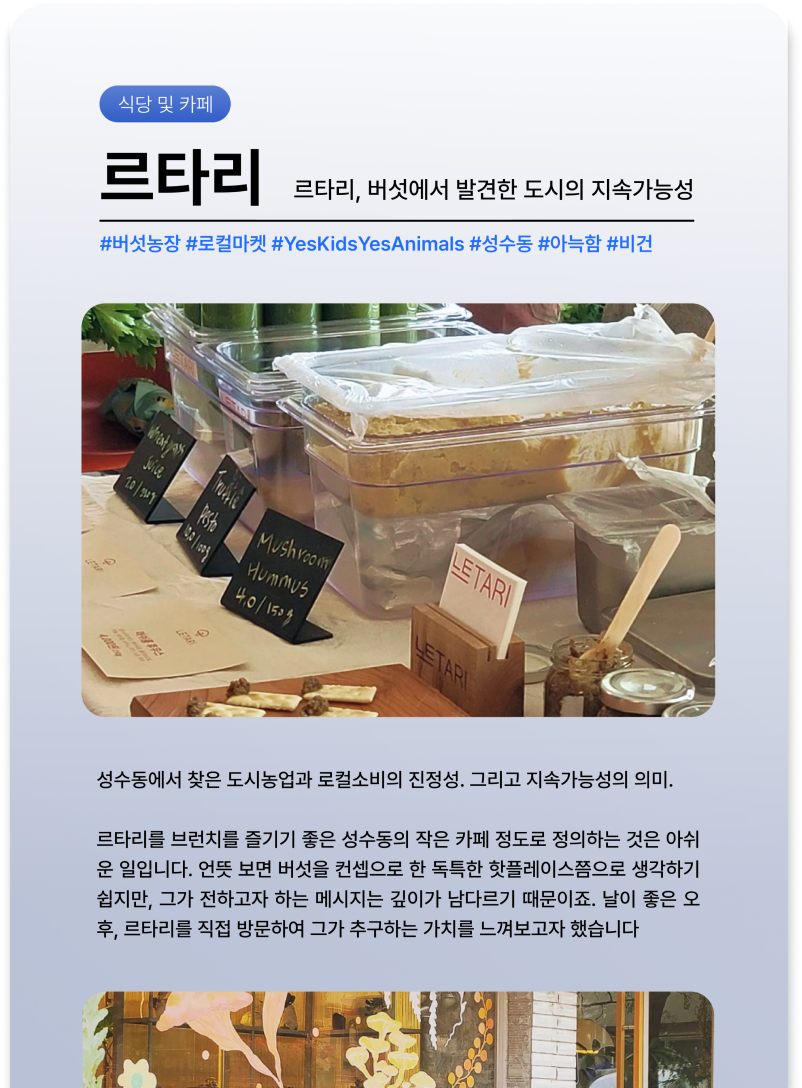 식당 및 카페
르타리
르타리, 버섯에서 발견한 도시의 지속가능성
#버섯농장 #로컬마켓 #YesKidsYesAnimals #성수동 #아늑함 #비건
Wheatgrass
Juice
Truffle
Pesto
Mushroom
Hummus
4.0/150g
LETARI
LETARI
LETARI
LETARI
성수동에서 찾은 도시농업과 로컬소비의 진정성. 그리고 지속가능성의 의미.
르타리를 브런치를 즐기기 좋은 성수동의 작은 카페 정도로 정의하는 것은 아쉬
운 일입니다. 언뜻 보면 버섯을 컨셉으로 한 독특한 핫플레이스쯤으로 생각하기
쉽지만, 그가 전하고자 하는 메시지는 깊이가 남다르기 때문이죠. 날이 좋은 오
후, 르타리를 직접 방문하여 그가 추구하는 가치를 느껴보고자 했습니다